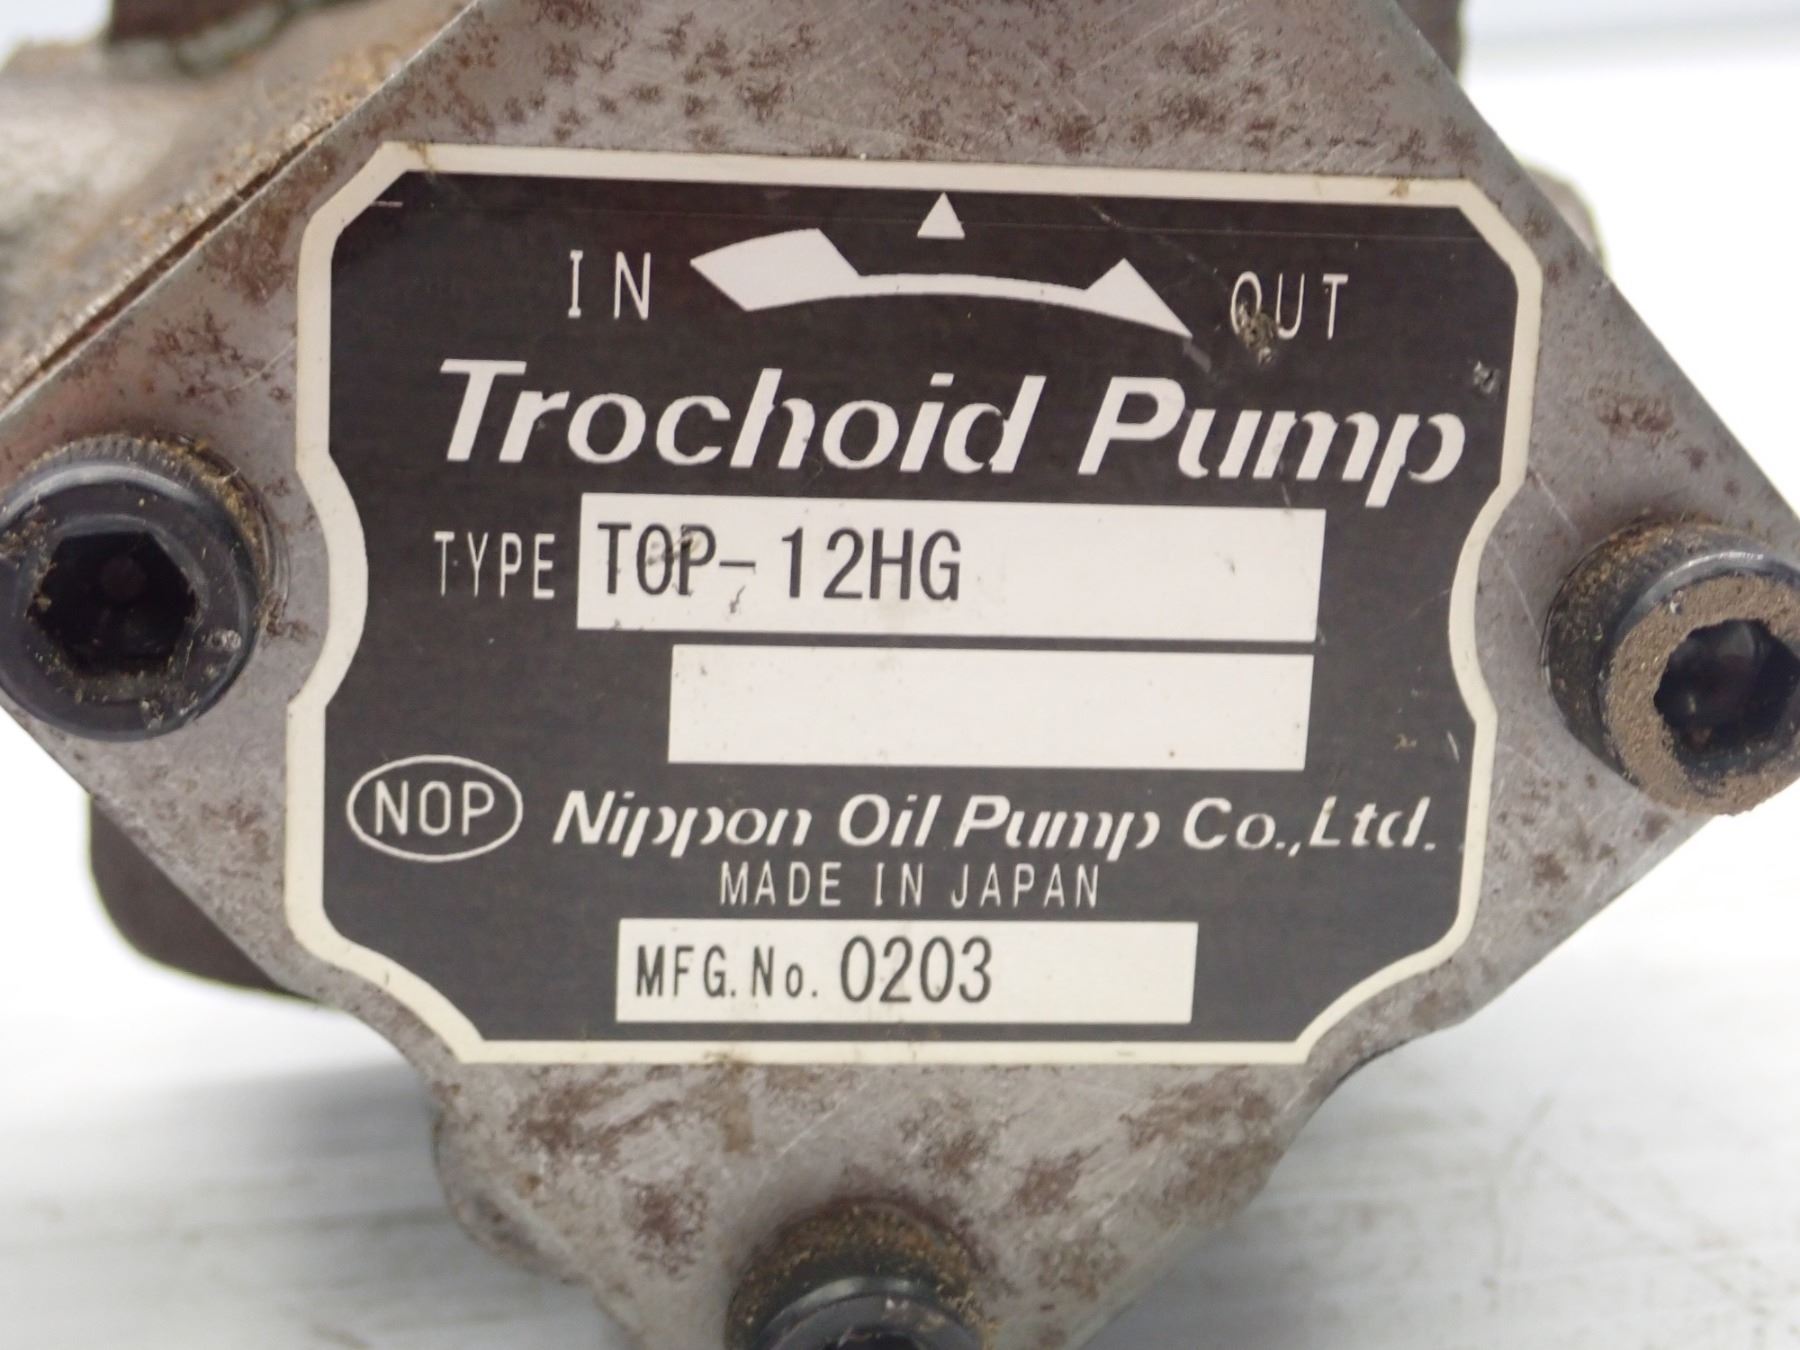 IN OUT
Trochoid Pump
TYPE TOP-12HG
NOP Nippon Oil Pump Co.,Ltd.
MADE IN JAPAN
MFG.No. 0203